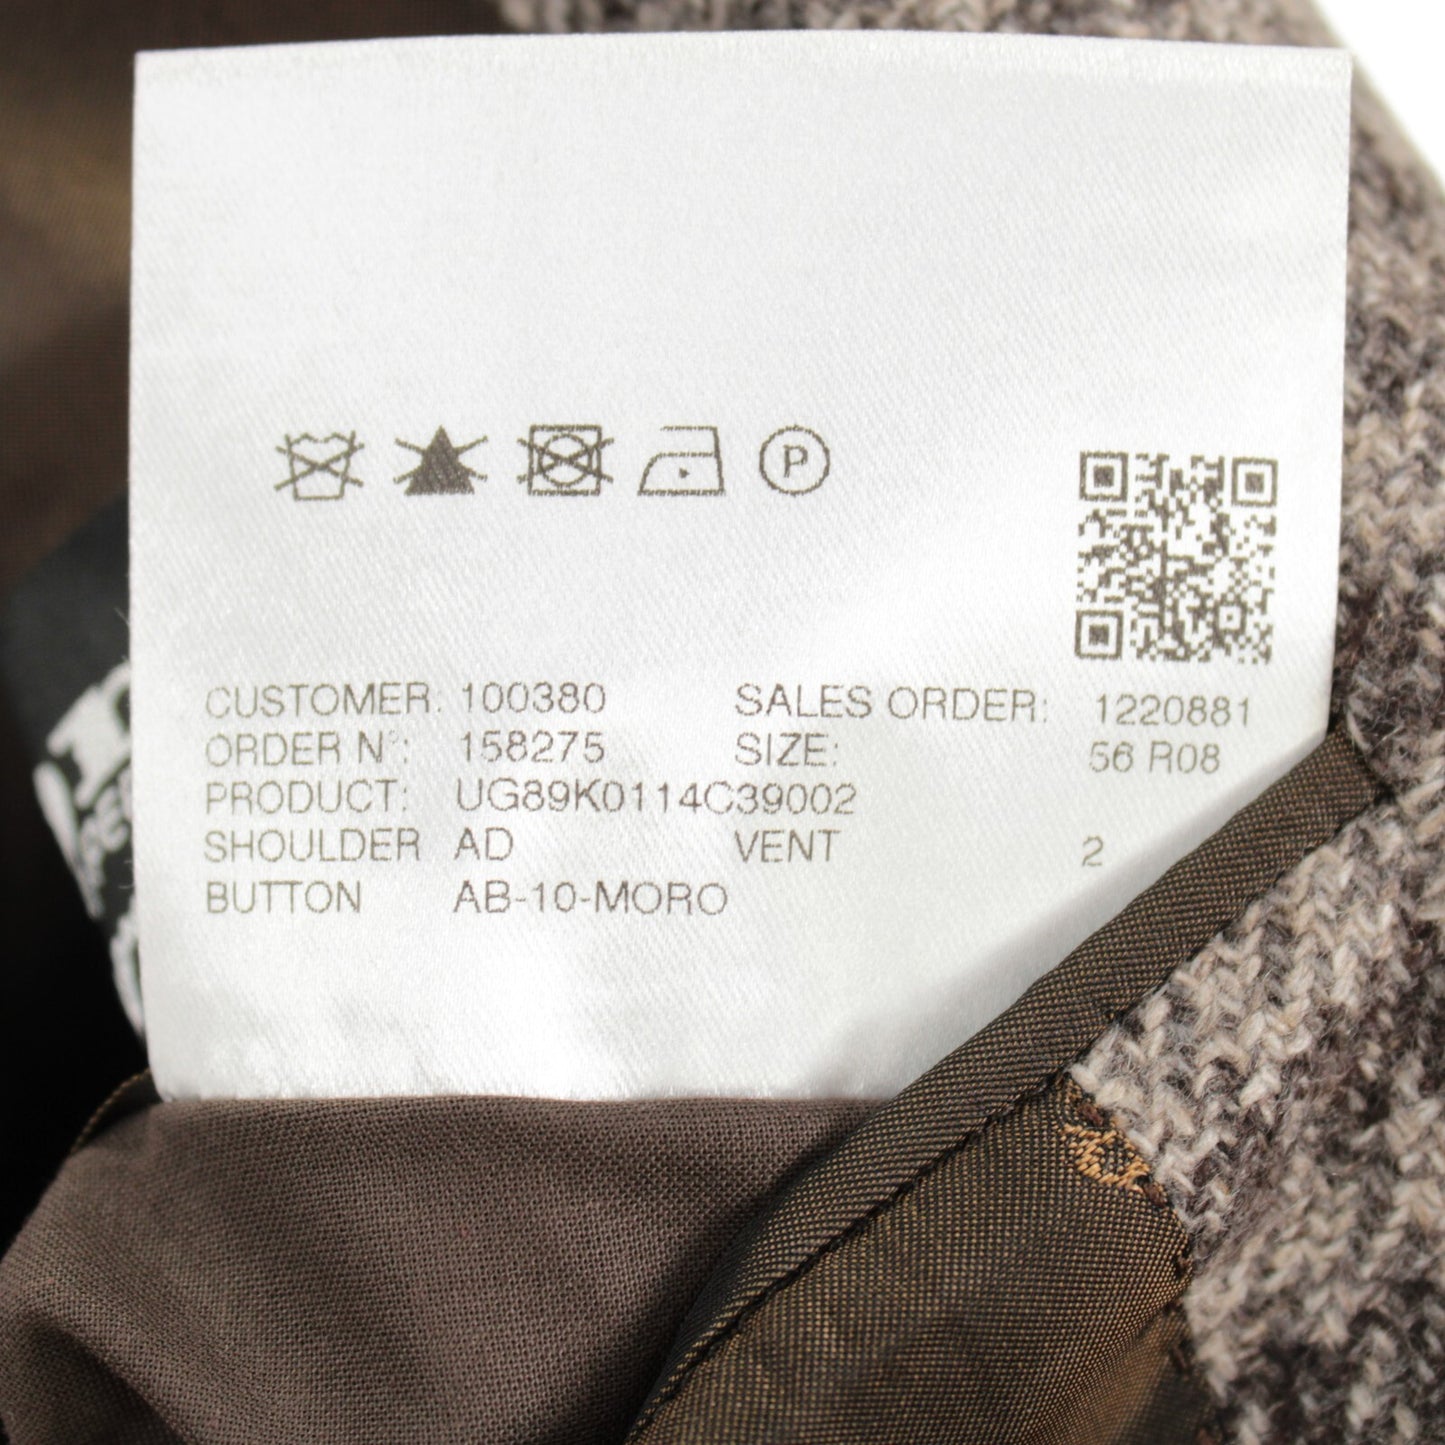 P
CUSTOMER: 100380 SALES ORDER: 1220881
ORDER N°: 158275 SIZE: 56 R08
PRODUCT: UG89K0114C39002
SHOULDER AD VENT 2
BUTTON AB-10-MORO